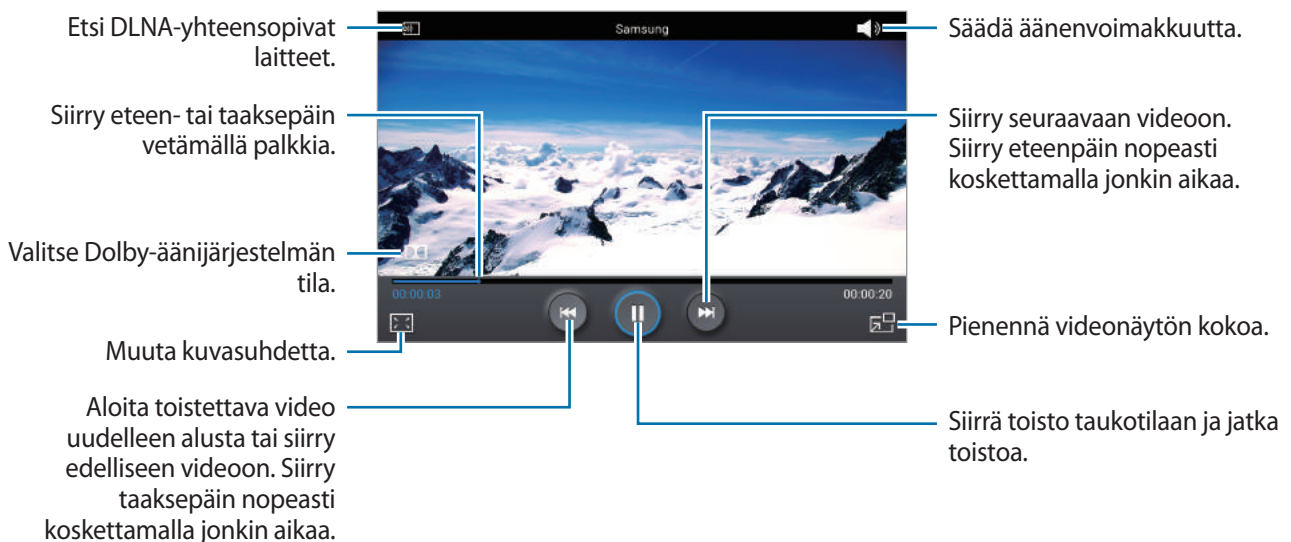 Etsi DLNA-yhteensopivat
laitteet.
Siirry eteen- tai taaksepäin
vetämällä palkkia.
Valitse Dolby-äänijärjestelmän
tila.
Muuta kuvasuhdetta.
Aloita toistettava video
uudelleen alusta tai siirry
edelliseen videoon. Siirry
taaksepäin nopeasti
koskettamalla jonkin aikaa.
Samsung
00:00:03
00:00:20
Säädä äänenvoimakkuutta.
Siirry seuraavaan videoon.
Siirry eteenpäin nopeasti
koskettamalla jonkin aikaa.
Pienennä videonäytön kokoa.
Siirrä toisto taukotilaan ja jatka
toistoa.